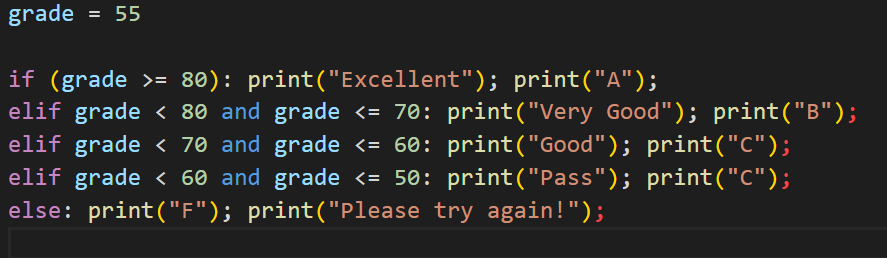 grade = 55
if (grade >= 80): print("Excellent"); print("A");
elif grade < 80 and grade <= 70: print("Very Good"); print("B");
elif grade < 70 and grade <= 60: print("Good"); print("C");
elif grade < 60 and grade <= 50: print("Pass"); print("C");
else: print("F"); print("Please try again!");